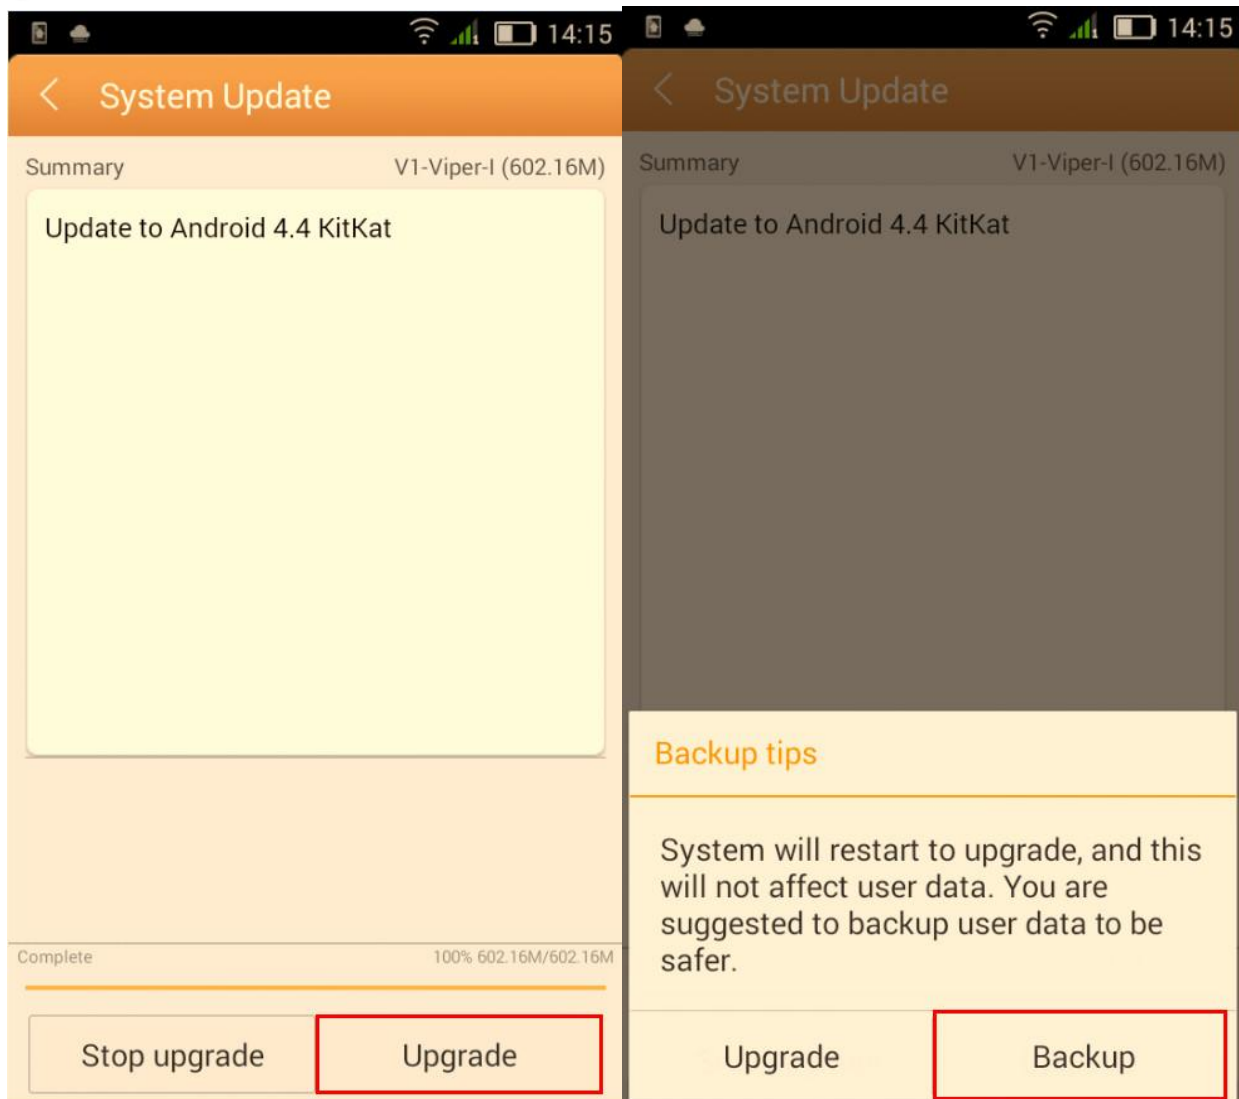 14:15
System Update
Summary V1-Viper-I (602.16M)
Update to Android 4.4 KitKat
Complete 100% 602.16M/602.16M
Stop upgrade Upgrade
14:15
System Update
Summary V1-Viper-I (602.16M)
Update to Android 4.4 KitKat
Backup tips
System will restart to upgrade, and this
will not affect user data. You are
suggested to backup user data to be
safer.
Upgrade Backup